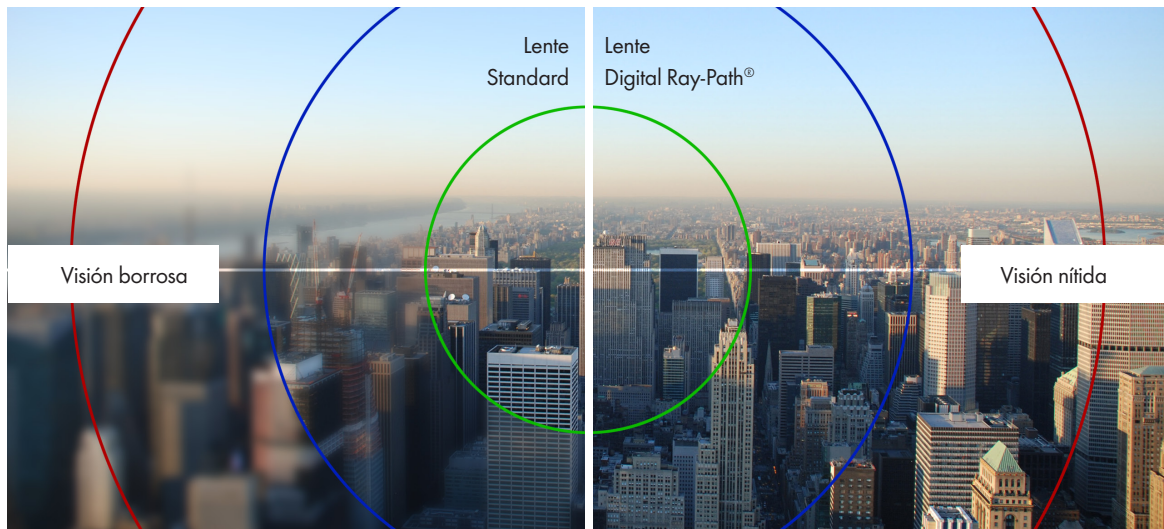 Lente
Standard
Lente
Digital Ray-Path®
Visión borrosa
Visión nítida